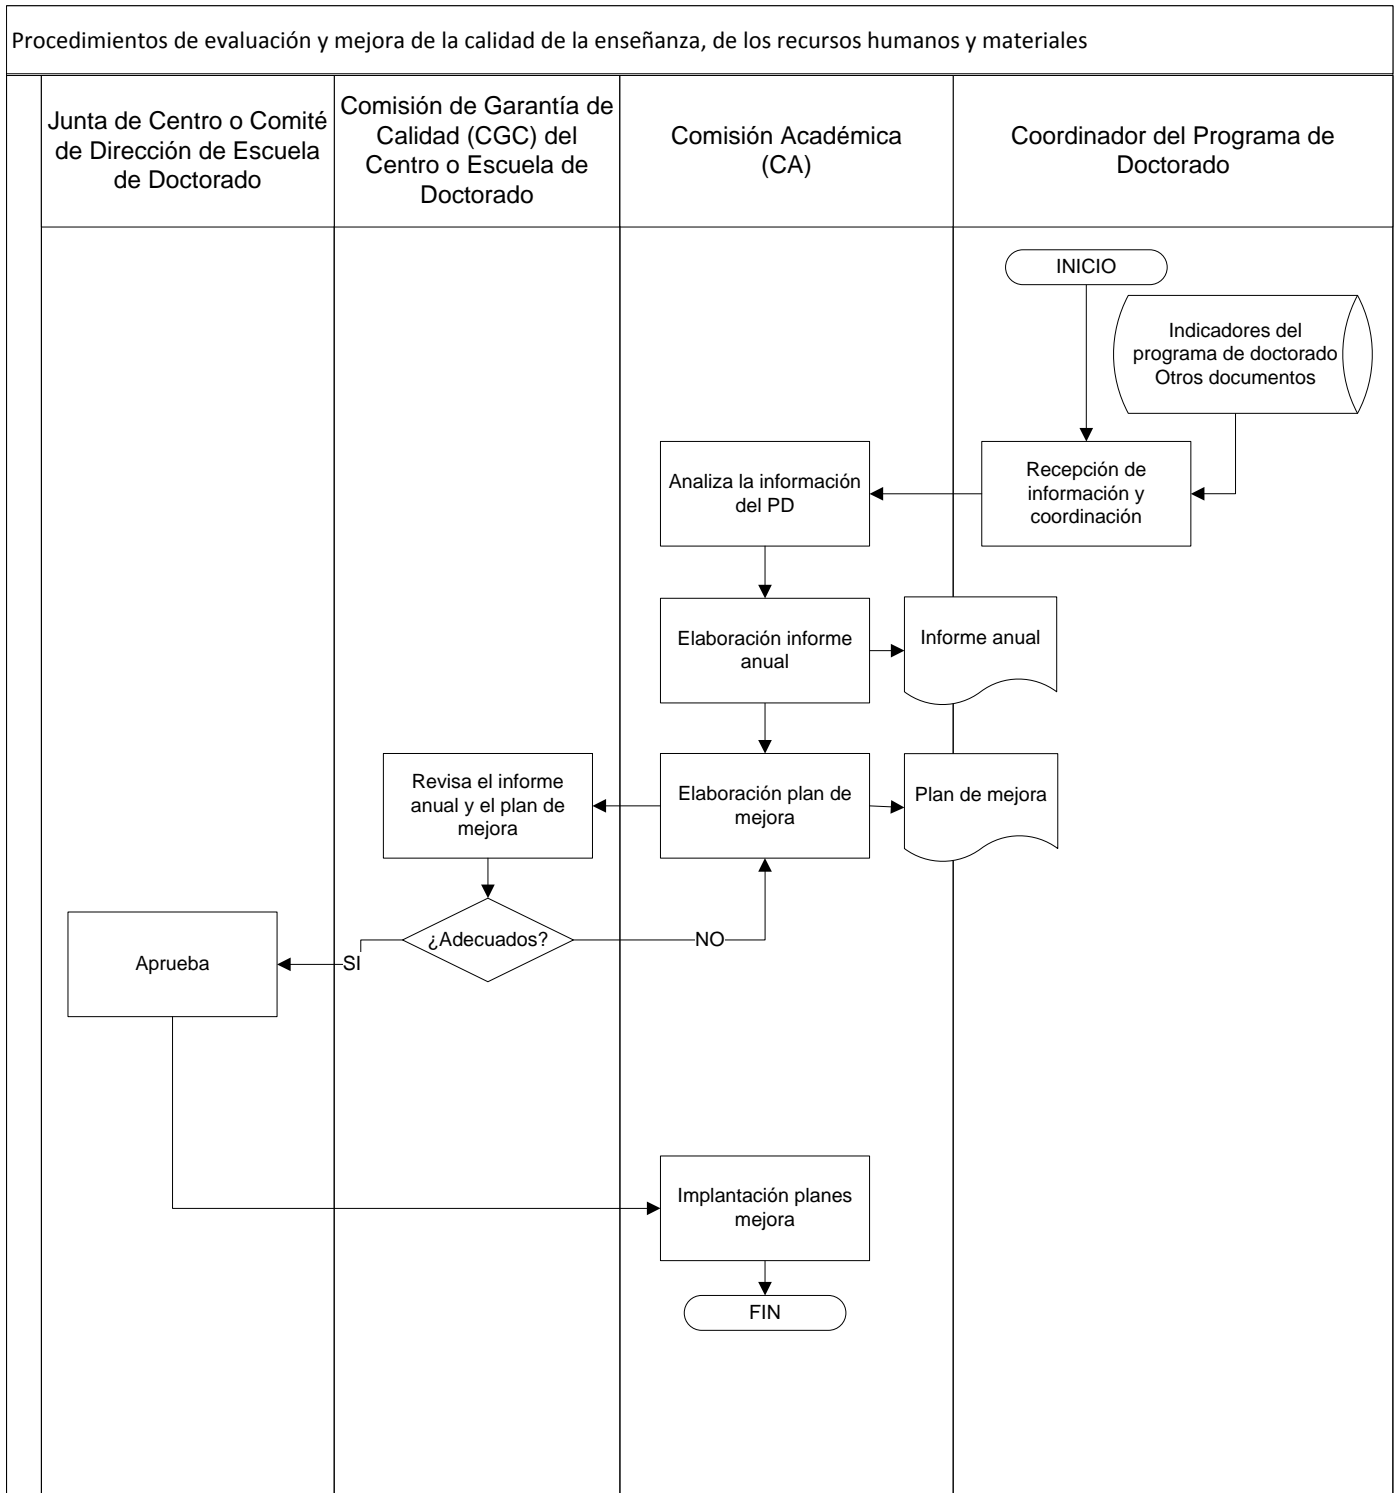 Procedimientos de evaluación y mejora de la calidad de la enseñanza, de los recursos humanos y materiales
Junta de Centro o Comité
de Dirección de Escuela
de Doctorado
Comisión de Garantía de
Calidad (CGC) del
Centro o Escuela de
Doctorado
Comisión Académica
(CA)
Coordinador del Programa de
Doctorado
INICIO
Indicadores del
programa de doctorado
Otros documentos
Recepción de
información y
coordinación
Analiza la información
del PD
Elaboración informe
anual
Informe anual
Elaboración plan de
mejora
Plan de mejora
Revisa el informe
anual y el plan de
mejora
¿Adecuados?
NO
SI
Aprueba
Implantación planes
mejora
FIN